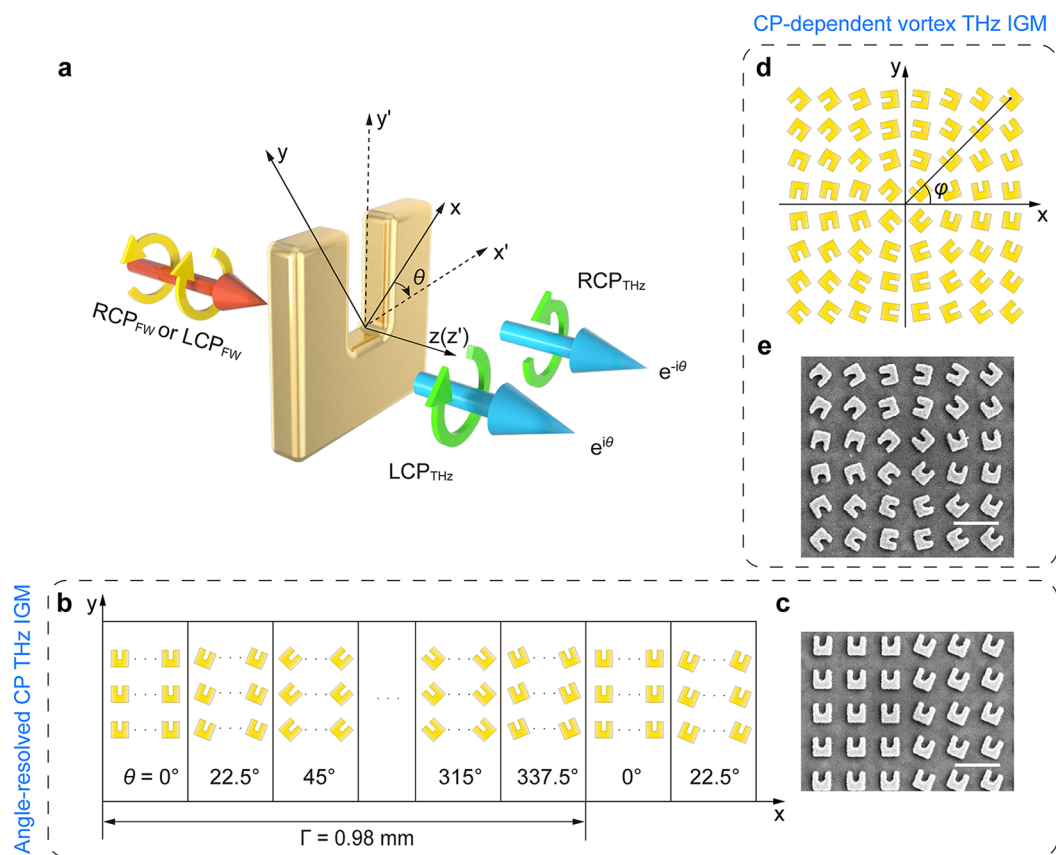 CP-dependent vortex THz IGM
a
y'
y
x
x'
θ
RCP_FW or LCP_FW
z(z')
RCP_THz
e^-iθ
LCP_THz
e^iθ
d
y
φ
x
e
Angle-resolved CP THz IGM
b
y
· · ·
θ = 0°
22.5°
45°
315°
337.5°
0°
22.5°
x
Γ = 0.98 mm
c